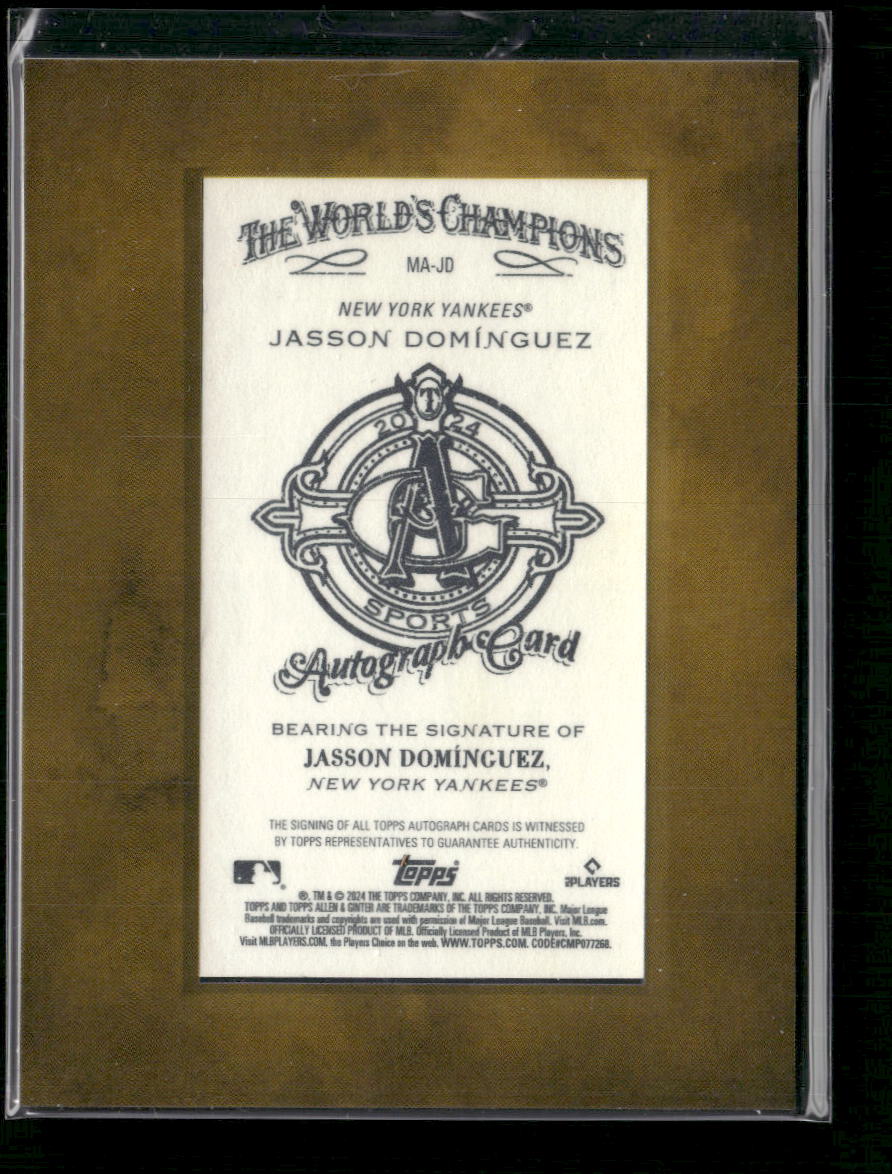 THE WORLD'S CHAMPIONS
MA-JD
NEW YORK YANKEES®
JASSON DOMÍNGUEZ
T
20 24
A&G
SPORTS
Autograph Card
BEARING THE SIGNATURE OF
JASSON DOMÍNGUEZ,
NEW YORK YANKEES®
THE SIGNING OF ALL TOPPS AUTOGRAPH CARDS IS WITNESSED
BY TOPPS REPRESENTATIVES TO GUARANTEE AUTHENTICITY.
topps®
PLAYERS
®, TM & © 2024 THE TOPPS COMPANY, INC. ALL RIGHTS RESERVED.
TOPPS AND TOPPS ALLEN & GINTER ARE TRADEMARKS OF THE TOPPS COMPANY, INC. Major League
Baseball trademarks and copyrights are used with permission of Major League Baseball. Visit MLB.com.
OFFICIALLY LICENSED PRODUCT OF MLB. Officially Licensed Product of MLB Players, Inc.
Visit MLBPLAYERS.COM, the Players Choice on the web. WWW.TOPPS.COM. CODE#CMP077268.